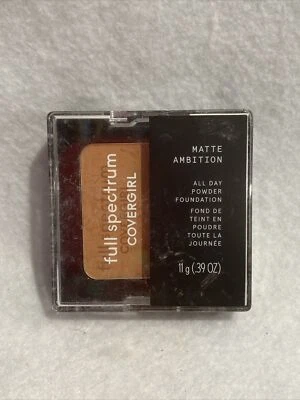 full spectrum
COVERGIRL
MATTE
AMBITION
ALL DAY
POWDER
FOUNDATION
FOND DE
TEINT EN
POUDRE
TOUTE LA
JOURNÉE
11 g (.39 OZ)